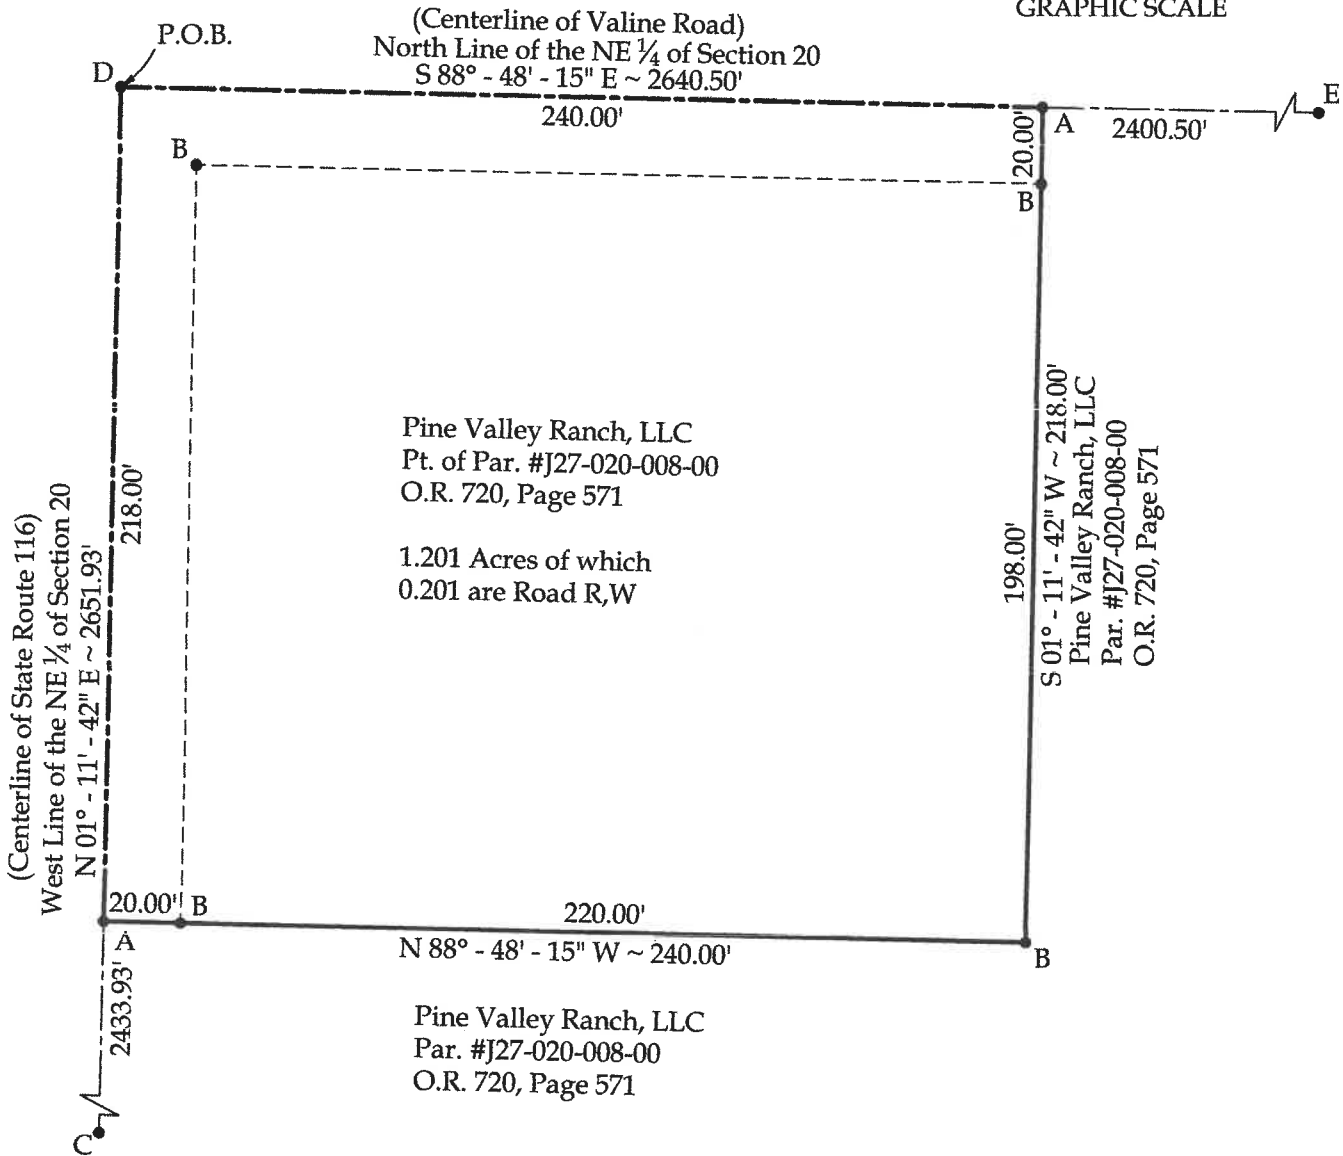 GRAPHIC SCALE
(Centerline of Valine Road)
North Line of the NE ¼ of Section 20
S 88° - 48' - 15" E ~ 2640.50'
P.O.B.
D
240.00'
A
2400.50'
E
20.00'
B
B
(Centerline of State Route 116)
West Line of the NE ¼ of Section 20
N 01° - 11' - 42" E ~ 2651.93'
218.00'
Pine Valley Ranch, LLC
Pt. of Par. #J27-020-008-00
O.R. 720, Page 571
1.201 Acres of which
0.201 are Road R,W
198.00'
S 01° - 11' - 42" W ~ 218.00'
Pine Valley Ranch, LLC
Par. #J27-020-008-00
O.R. 720, Page 571
20.00'
B
220.00'
A
N 88° - 48' - 15" W ~ 240.00'
B
2433.93'
Pine Valley Ranch, LLC
Par. #J27-020-008-00
O.R. 720, Page 571
C